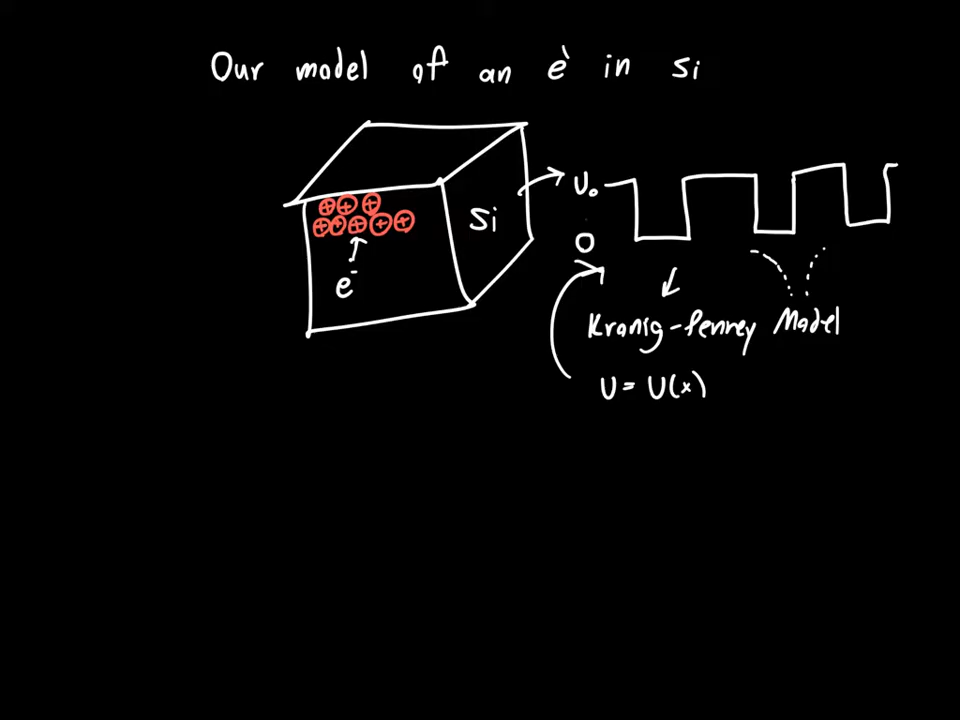 Our model of an e⁻ in Si
+ + +
+ + + + +
Si
e⁻
U₀
0
Kronig-Penney Model
U = U(x)